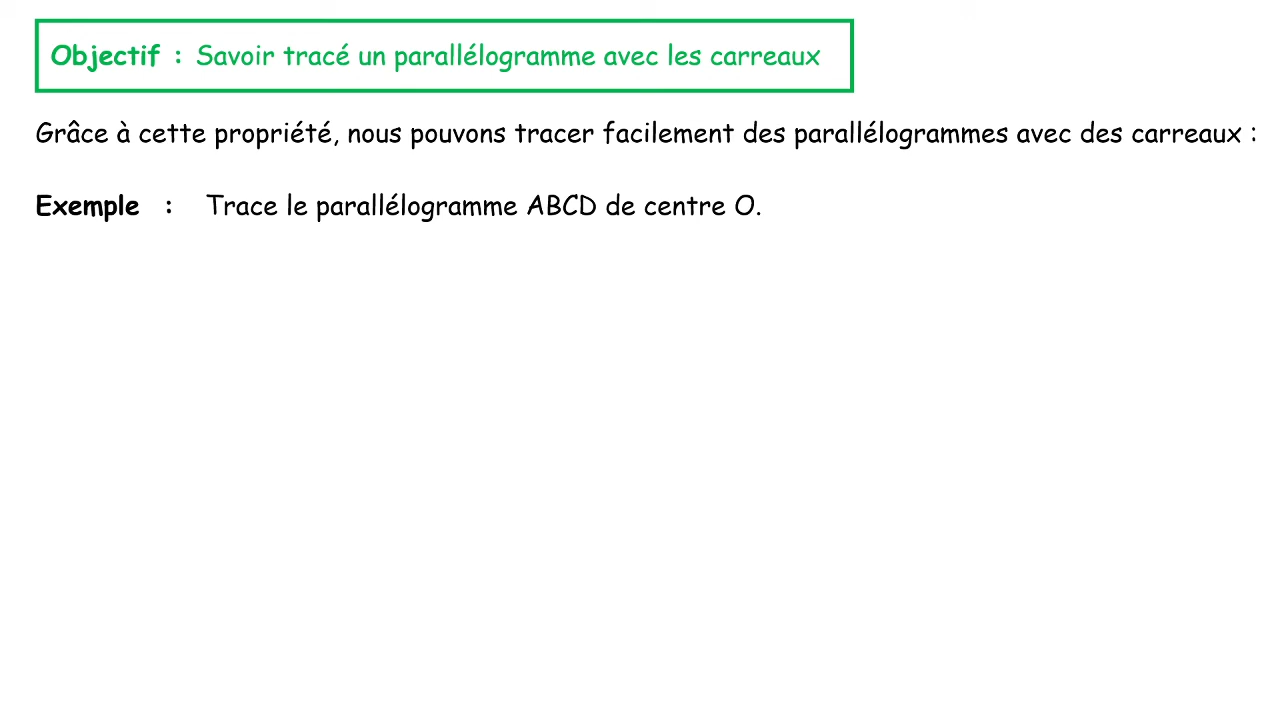 Objectif : Savoir tracé un parallélogramme avec les carreaux
Grâce à cette propriété, nous pouvons tracer facilement des parallélogrammes avec des carreaux :
Exemple : Trace le parallélogramme ABCD de centre O.